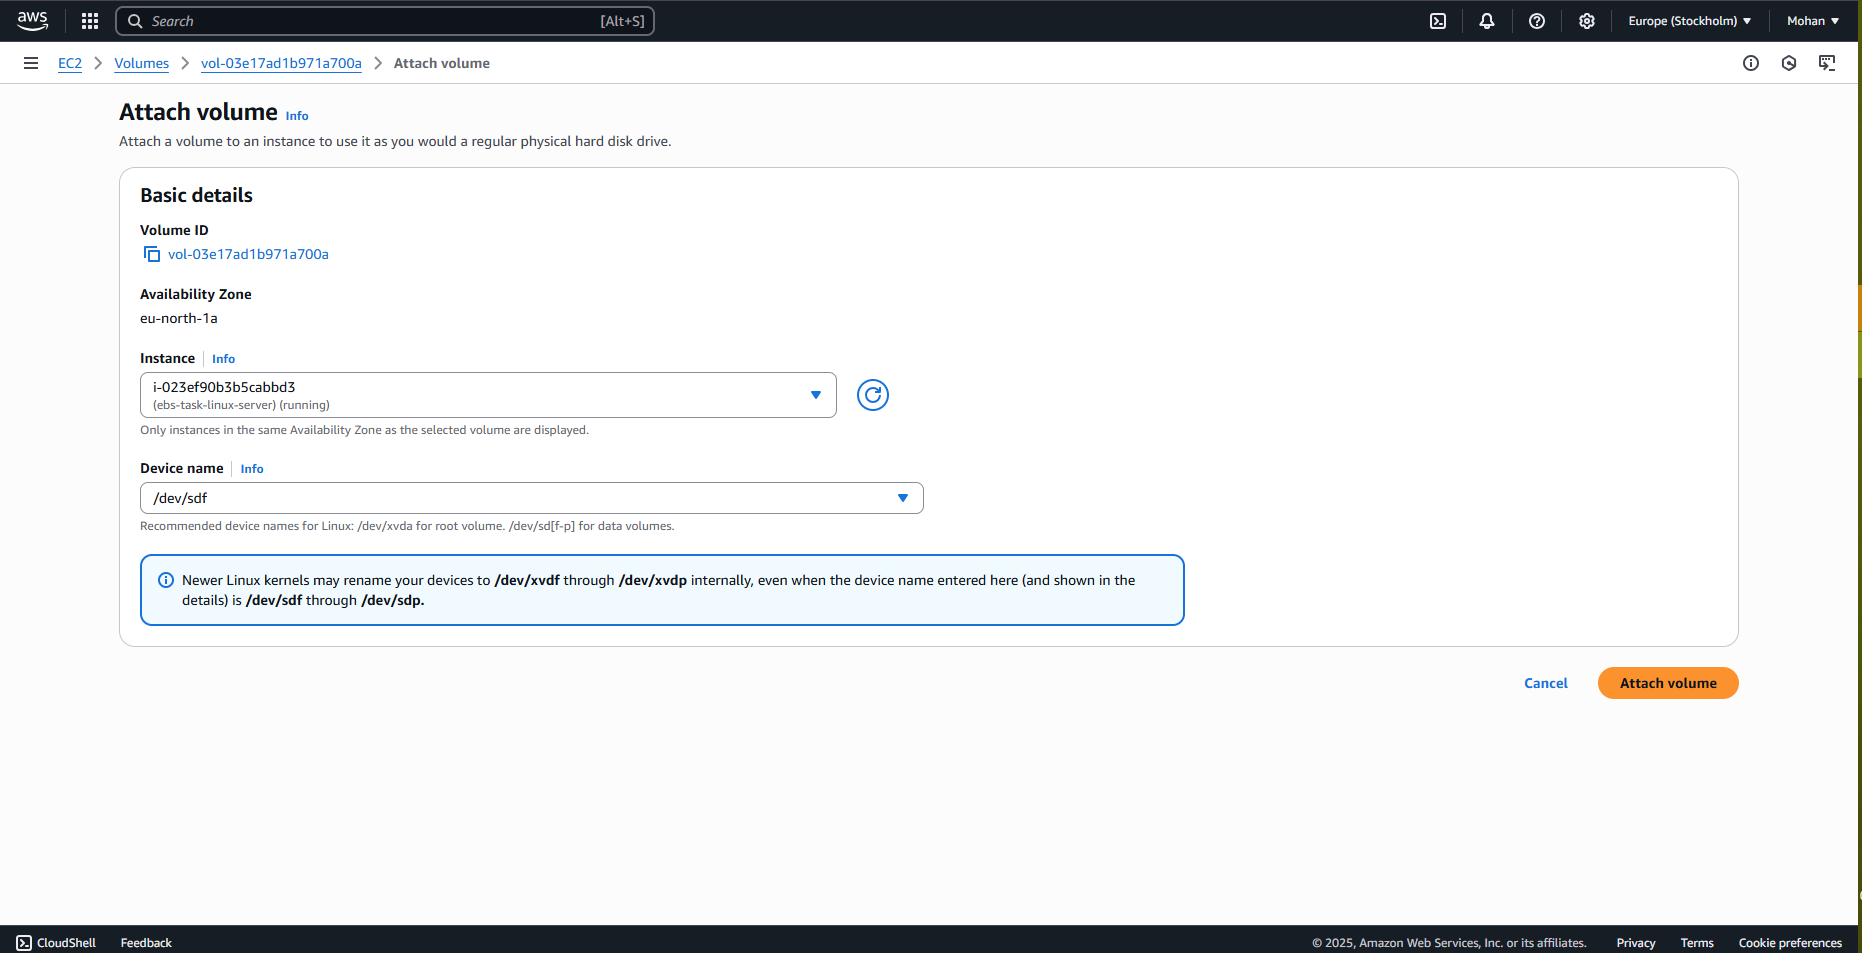 aws
Search [Alt+S]
Europe (Stockholm)
Mohan
EC2 Volumes vol-03e17ad1b971a700a Attach volume
Attach volume Info
Attach a volume to an instance to use it as you would a regular physical hard disk drive.
Basic details
Volume ID
vol-03e17ad1b971a700a
Availability Zone
eu-north-1a
Instance Info
i-023ef90b3b5cabbd3
(ebs-task-linux-server) (running)
Only instances in the same Availability Zone as the selected volume are displayed.
Device name Info
/dev/sdf
Recommended device names for Linux: /dev/xvda for root volume. /dev/sd[f-p] for data volumes.
Newer Linux kernels may rename your devices to /dev/xvdf through /dev/xvdp internally, even when the device name entered here (and shown in the
details) is /dev/sdf through /dev/sdp.
Cancel Attach volume
CloudShell Feedback © 2025, Amazon Web Services, Inc. or its affiliates. Privacy Terms Cookie preferences